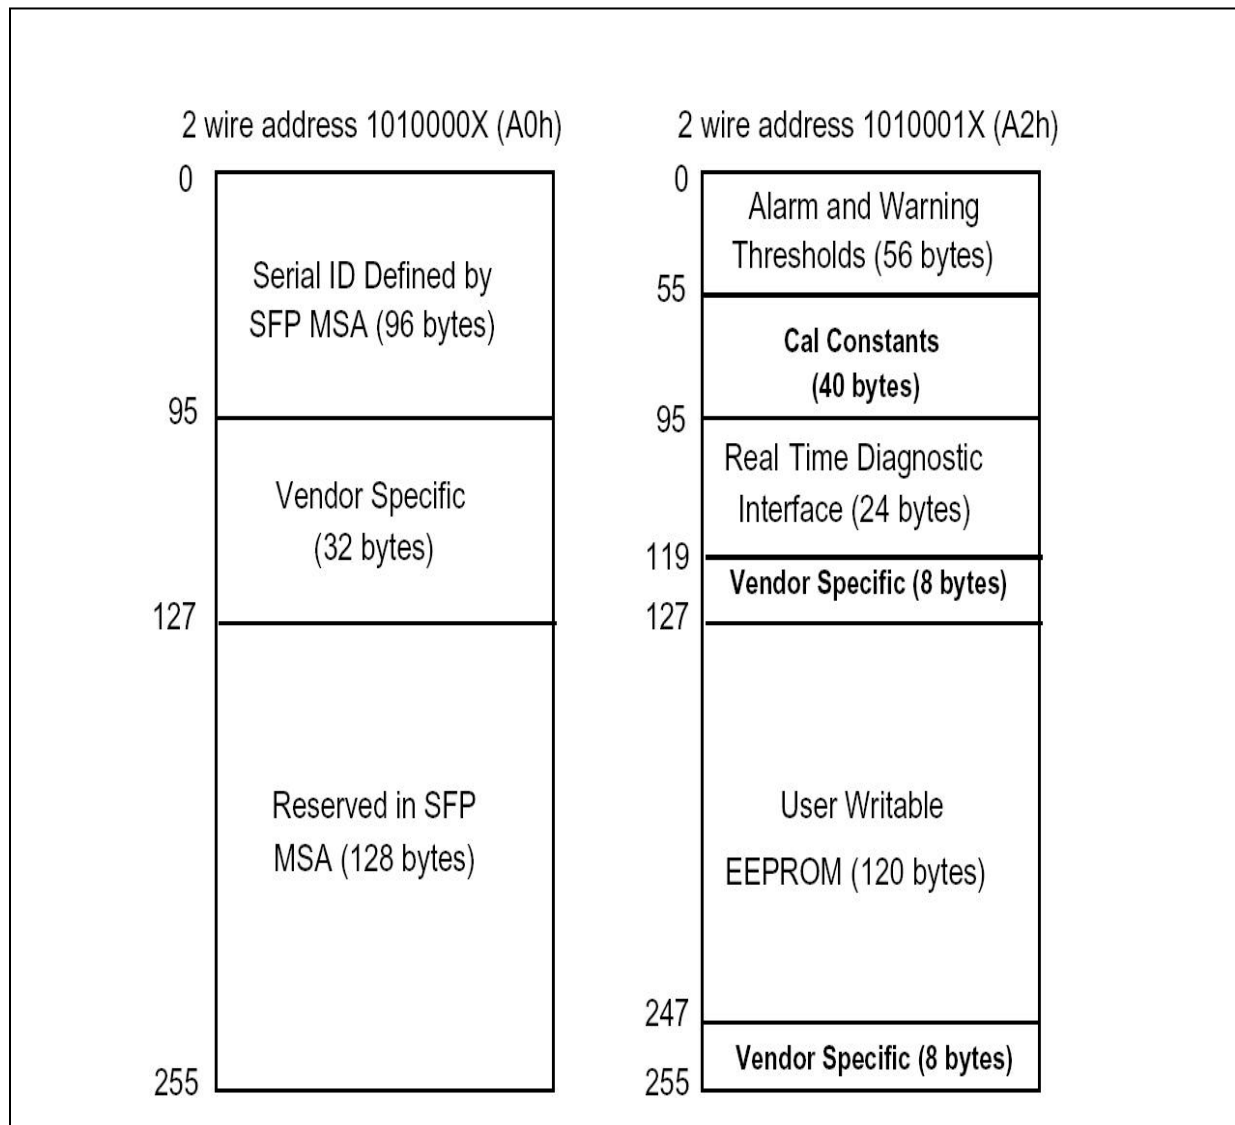 2 wire address 1010000X (A0h)
0
Serial ID Defined by
SFP MSA (96 bytes)
95
Vendor Specific
(32 bytes)
127
Reserved in SFP
MSA (128 bytes)
255
2 wire address 1010001X (A2h)
0
Alarm and Warning
Thresholds (56 bytes)
55
Cal Constants
(40 bytes)
95
Real Time Diagnostic
Interface (24 bytes)
119
Vendor Specific (8 bytes)
127
User Writable
EEPROM (120 bytes)
247
Vendor Specific (8 bytes)
255